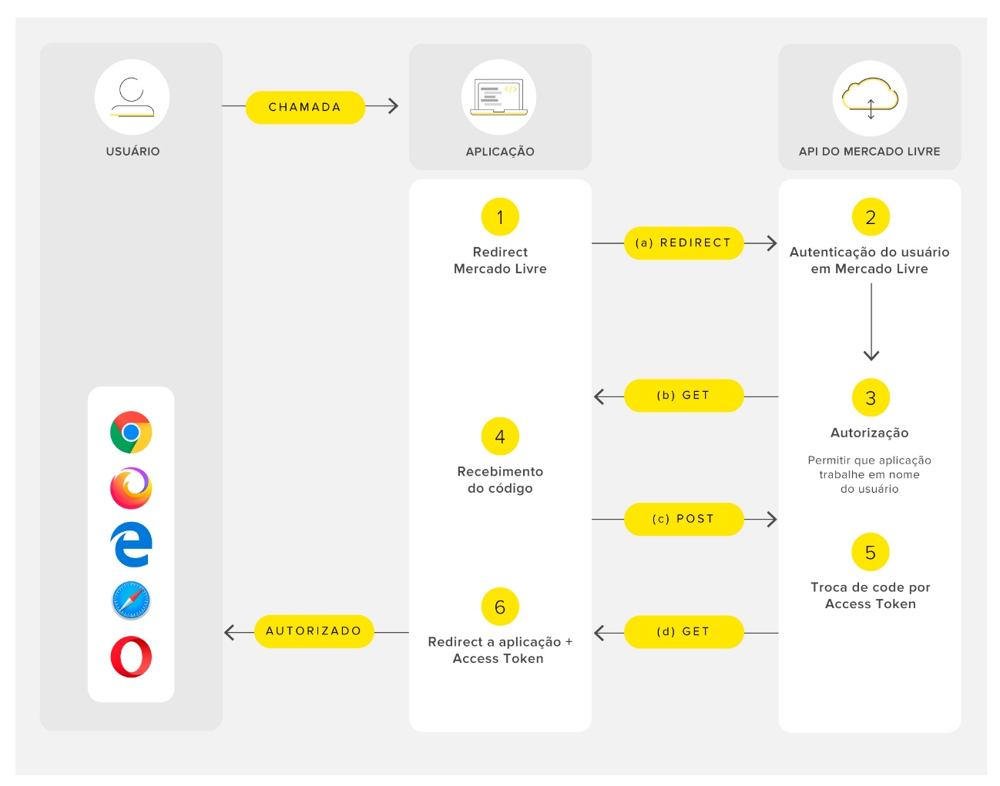 CHAMADA
USUÁRIO
APLICAÇÃO
</>
API DO MERCADO LIVRE
1
Redirect
Mercado Livre
(a) REDIRECT
2
Autenticação do usuário
em Mercado Livre
(b) GET
3
Autorização
Permitir que aplicação
trabalhe em nome
do usuário
4
Recebimento
do código
(c) POST
5
Troca de code por
Access Token
(d) GET
6
Redirect a aplicação +
Access Token
AUTORIZADO